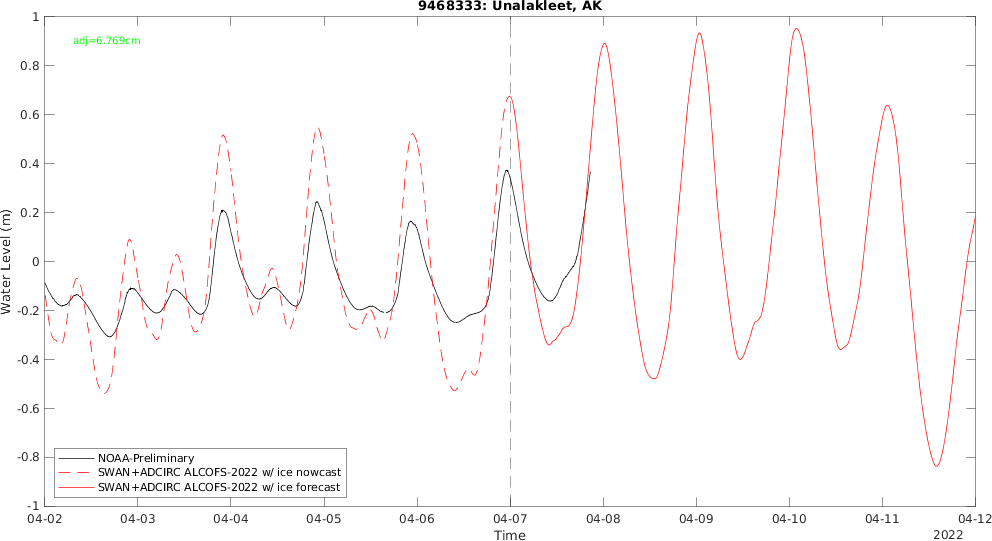 9468333: Unalakleet, AK
adj=6.769cm
1
0.8
0.6
0.4
0.2
0
-0.2
-0.4
-0.6
-0.8
-1
Water Level (m)
NOAA-Preliminary
SWAN+ADCIRC ALCOFS-2022 w/ ice nowcast
SWAN+ADCIRC ALCOFS-2022 w/ ice forecast
04-02 04-03 04-04 04-05 04-06 04-07 04-08 04-09 04-10 04-11 04-12
Time
2022